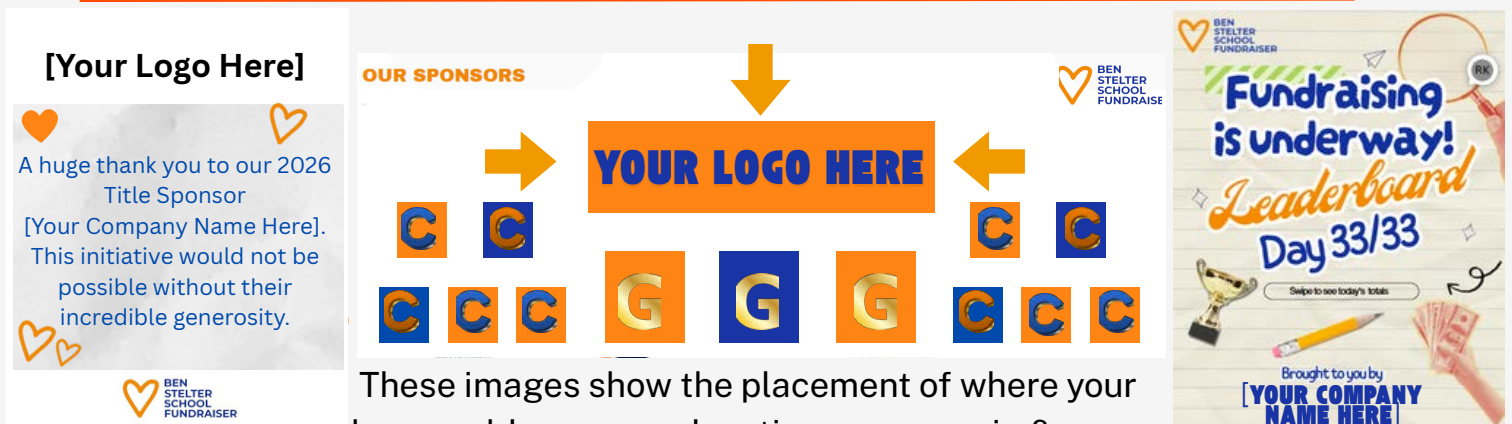 [Your Logo Here]
A huge thank you to our 2026
Title Sponsor
[Your Company Name Here].
This initiative would not be
possible without their
incredible generosity.
BEN
STELTER
SCHOOL
FUNDRAISER
OUR SPONSORS
BEN
STELTER
SCHOOL
FUNDRAISE
YOUR LOGO HERE
C C C C
C C C G G G C C C
These images show the placement of where your
BEN
STELTER
SCHOOL
FUNDRAISER
RK
Fundraising
is underway!
Leaderboard
Day 33/33
Swipe to see today's totals
Brought to you by
[YOUR COMPANY
NAME HERE]